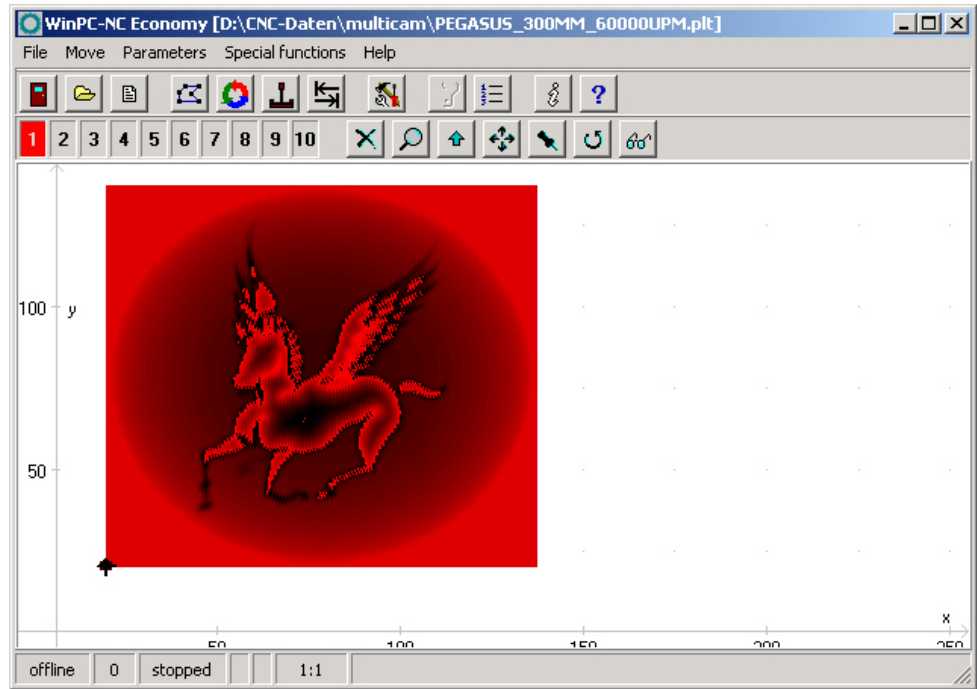 WinPC-NC Economy [D:\CNC-Daten\multicam\PEGASUS_300MM_60000UPM.plt]
File Move Parameters Special functions Help
?
1 2 3 4 5 6 7 8 9 10
100 y
50
x
50 100 150 200 250
offline 0 stopped 1:1